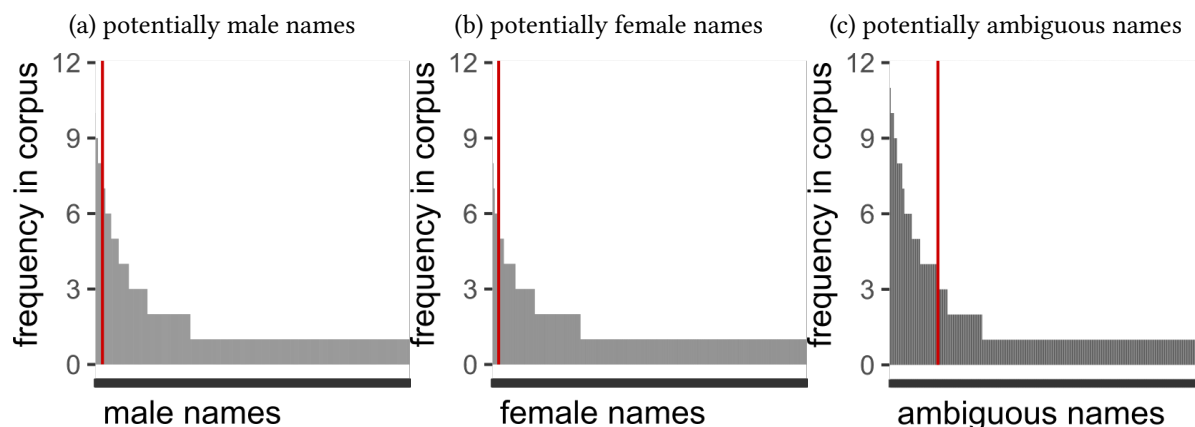 (a) potentially male names
12
9
6
3
0
frequency in corpus
male names
(b) potentially female names
12
9
6
3
0
frequency in corpus
female names
(c) potentially ambiguous names
12
9
6
3
0
frequency in corpus
ambiguous names